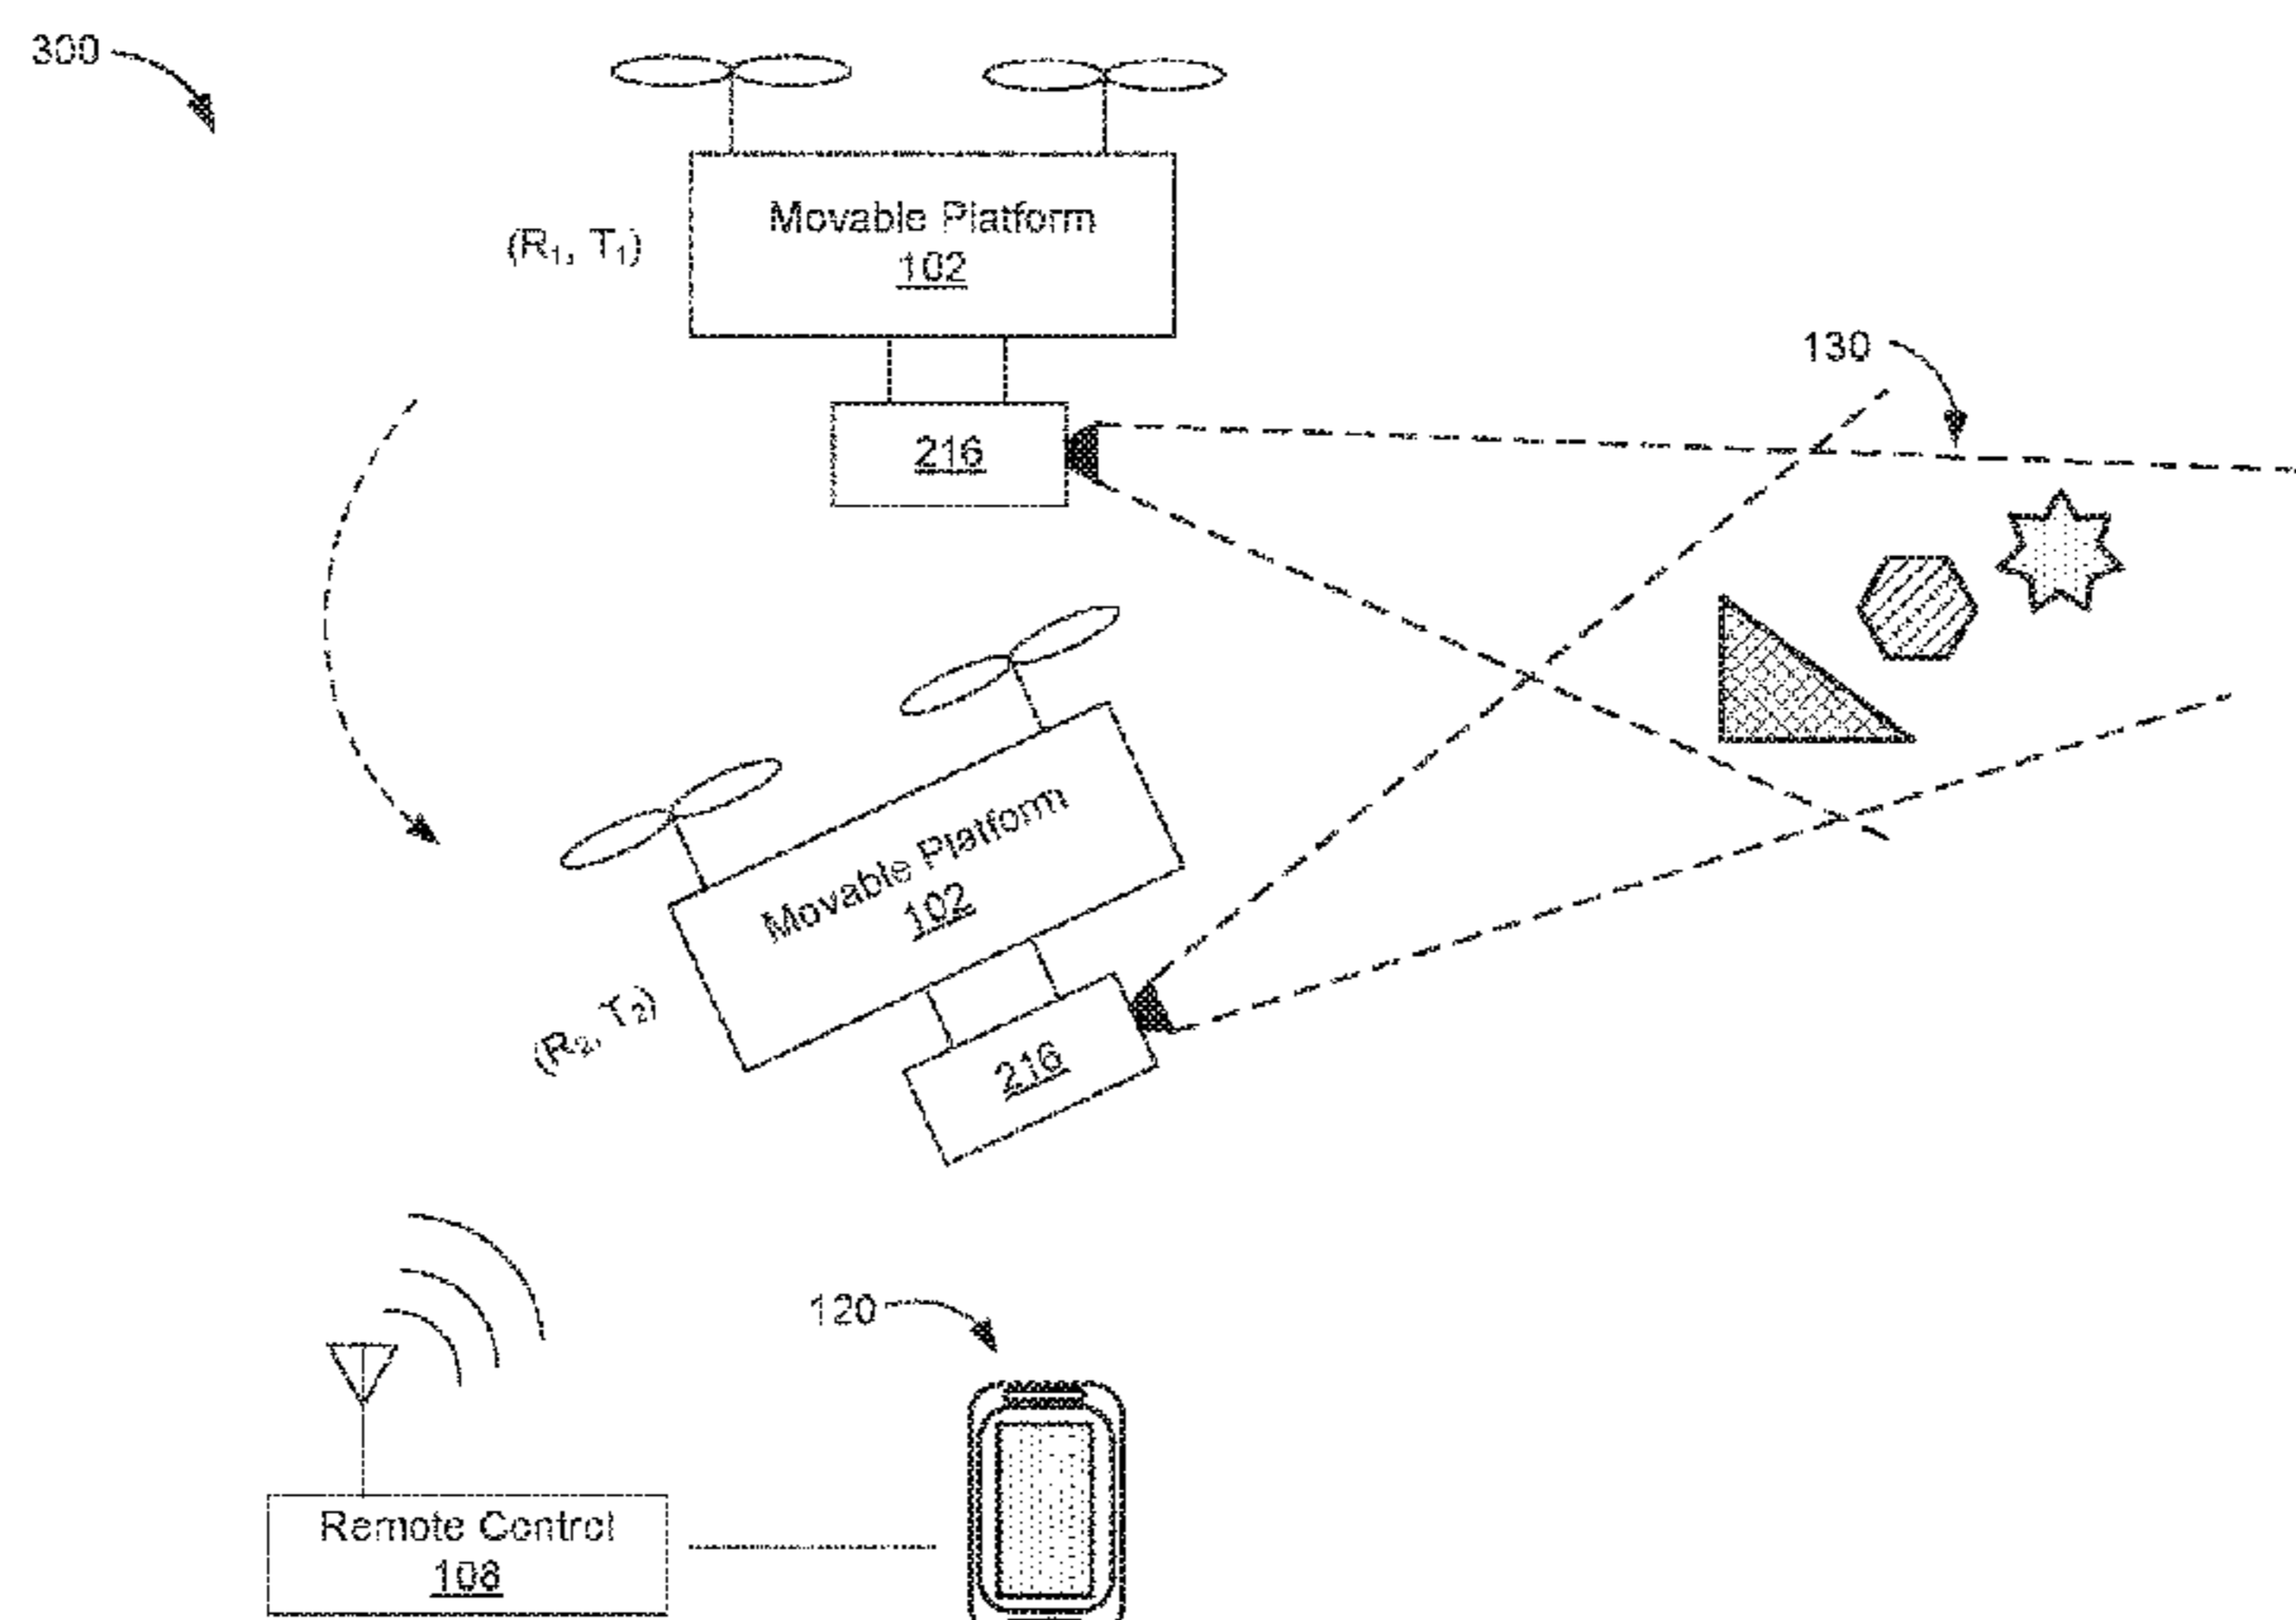 300
Movable Platform
102
(R₁, T₁)
130
216
Movable Platform
102
(R₂, T₂)
216
120
Remote Control
108